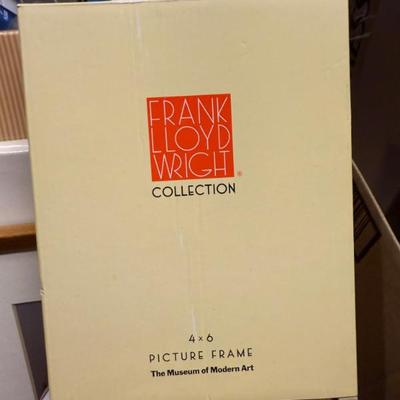 FRANK
LLOYD
WRIGHT®
COLLECTION
4 × 6
PICTURE FRAME
The Museum of Modern Art